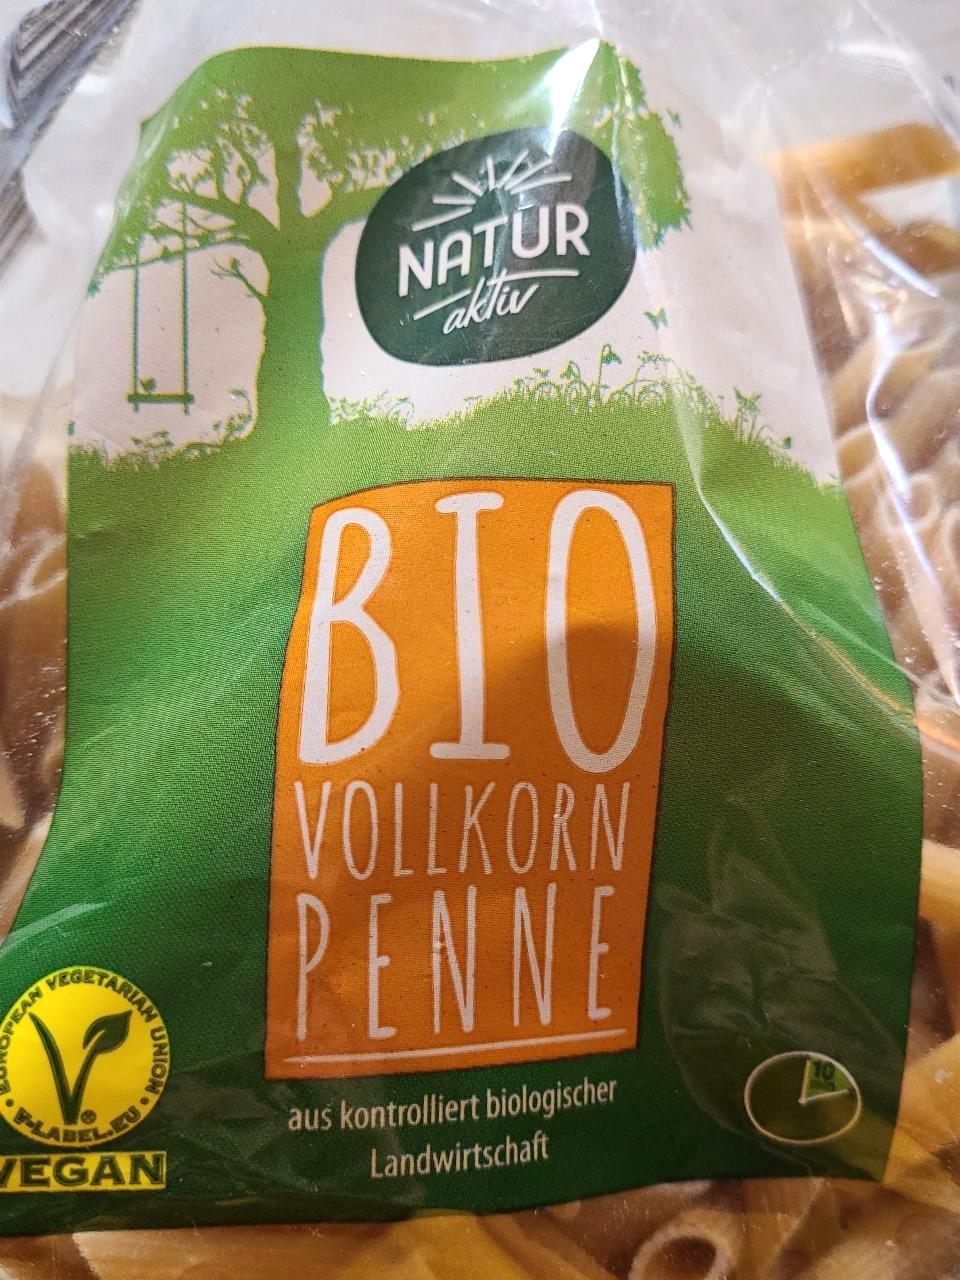 NATUR
aktiv
BIO
VOLLKORN
PENNE
aus kontrolliert biologischer
Landwirtschaft
10
min
EUROPEAN VEGETARIAN UNION
V-LABEL.EU
®
VEGAN